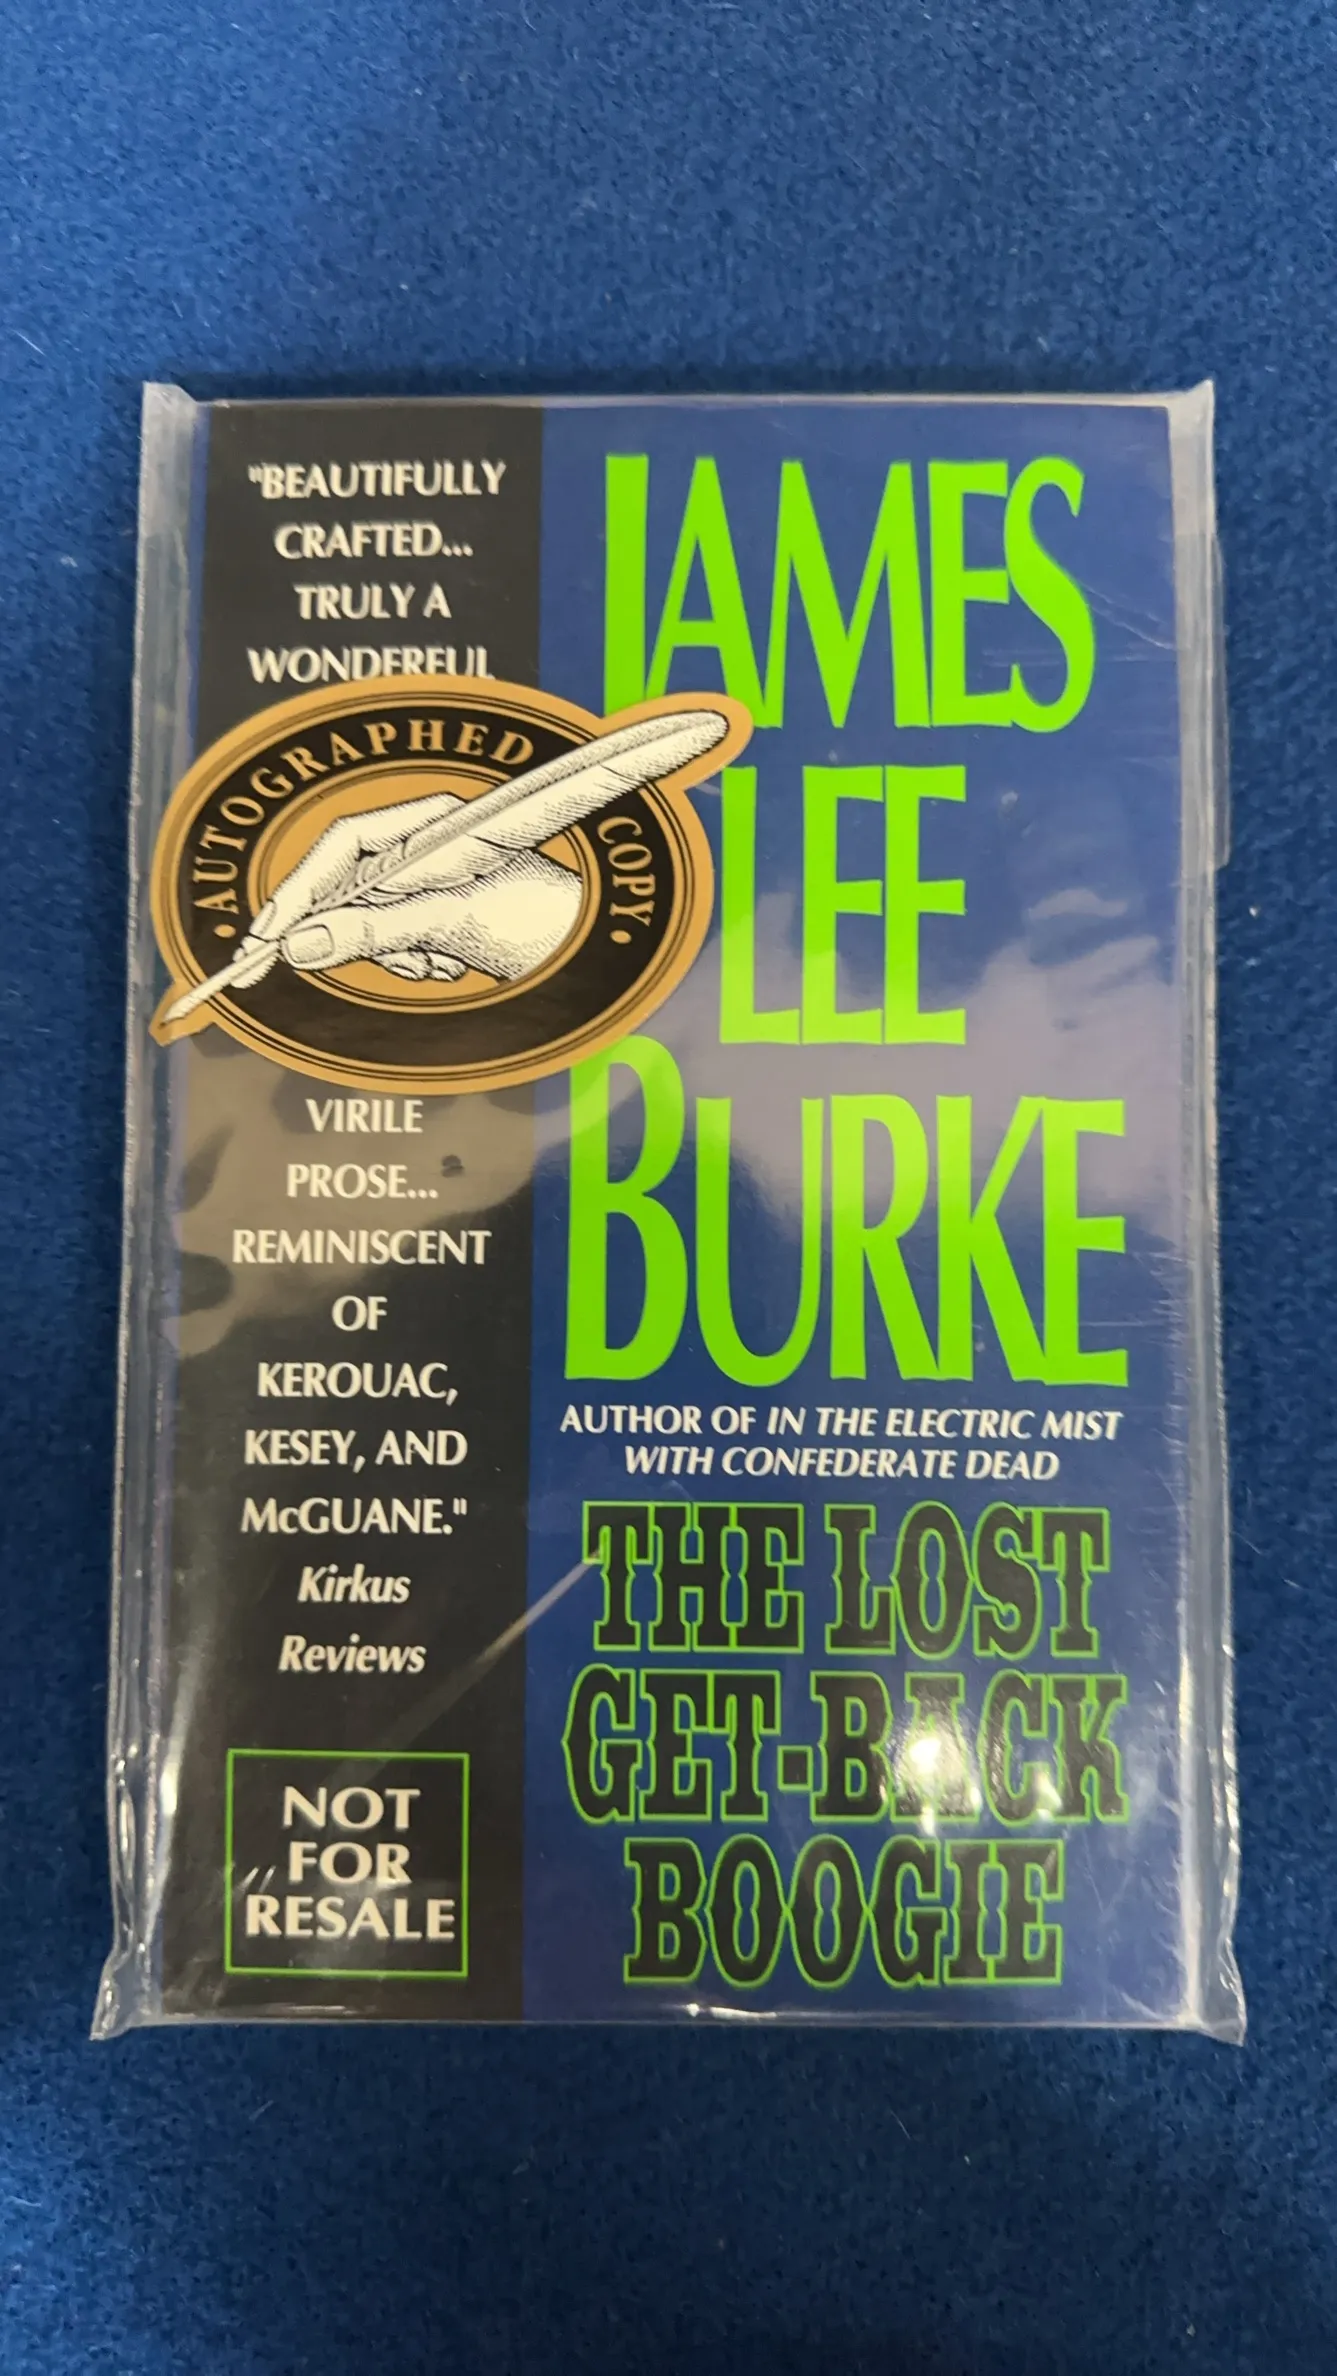 "BEAUTIFULLY
CRAFTED...
TRULY A
WONDERFUL
AUTOGRAPHED COPY
VIRILE
PROSE...
REMINISCENT
OF
KEROUAC,
KESEY, AND
McGUANE."
Kirkus
Reviews
NOT
FOR
RESALE
JAMES
LEE
BURKE
AUTHOR OF IN THE ELECTRIC MIST
WITH CONFEDERATE DEAD
THE LOST
GET-BACK
BOOGIE